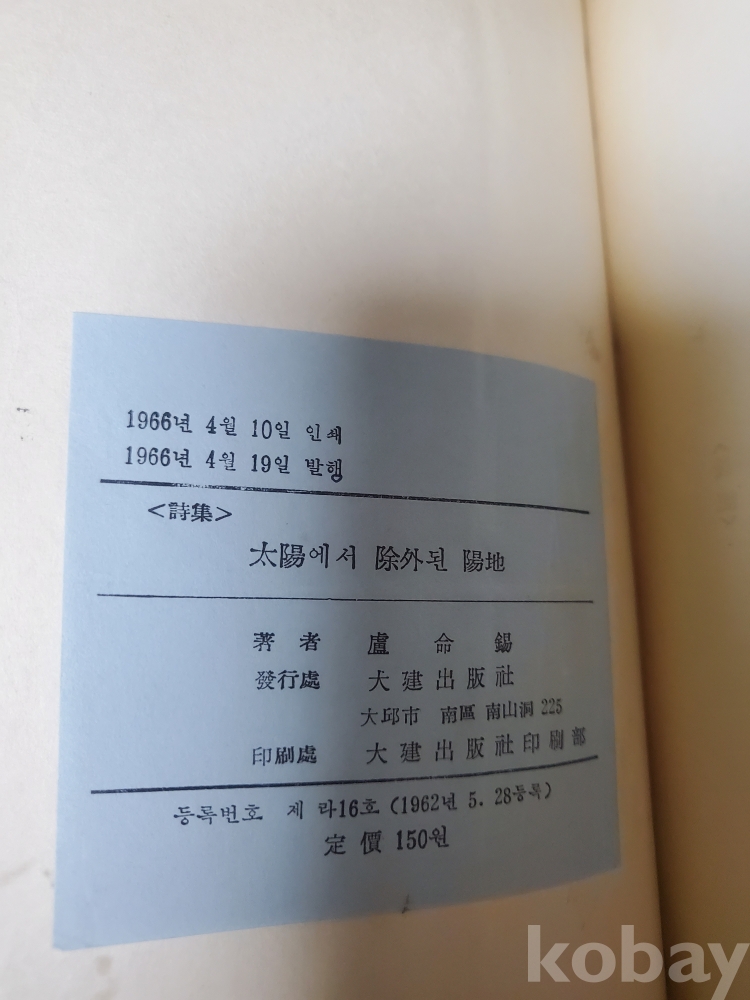 1966년 4월 10일 인쇄
1966년 4월 19일 발행
<詩集>
太陽에서 除外된 陽地
著者 盧命錫
發行處 大建出版社
大邱市 南區 南山洞 225
印刷處 大建出版社印刷部
등록번호 제 라16호 (1962년 5. 28등록)
定價 150원
kobay